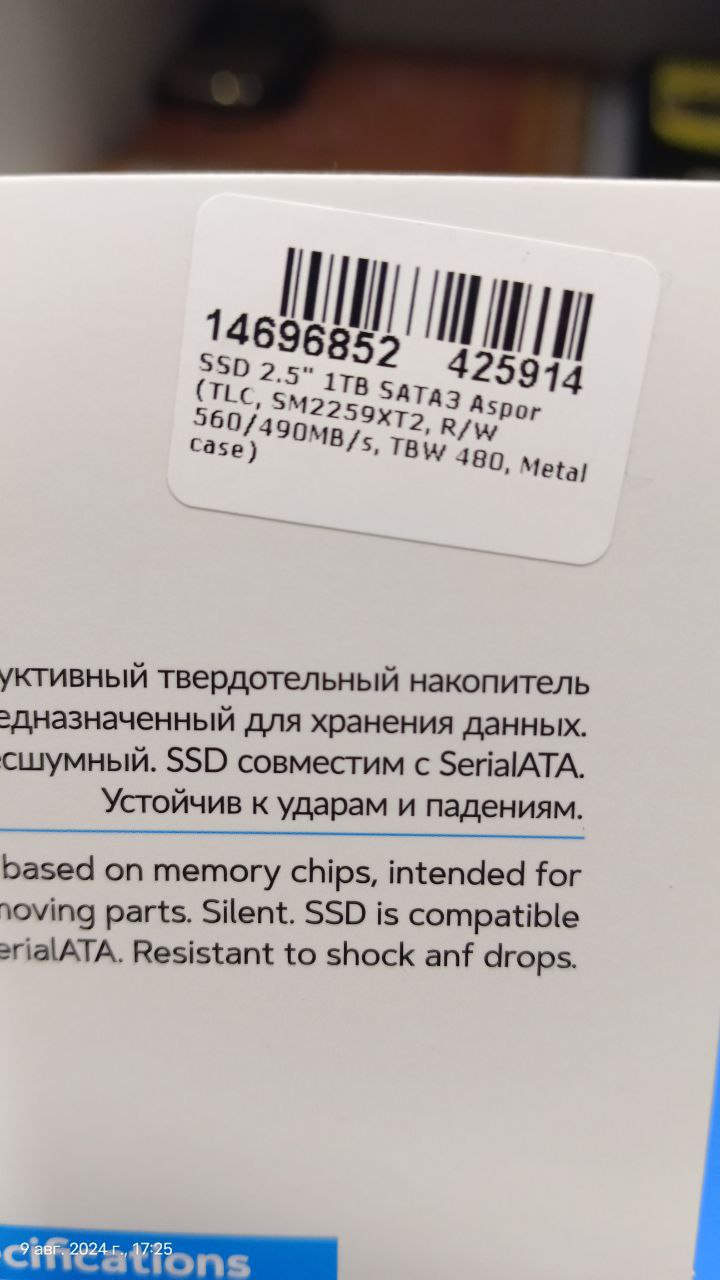 14696852 425914
SSD 2.5" 1TB SATA3 Aspor
(TLC, SM2259XT2, R/W
560/490MB/s, TBW 480, Metal
case)
уктивный твердотельный накопитель
едназначенный для хранения данных.
есшумный. SSD совместим с SerialATA.
Устойчив к ударам и падениям.
based on memory chips, intended for
moving parts. Silent. SSD is compatible
erialATA. Resistant to shock anf drops.
9 авг. 2024 г., 17:25
cifications